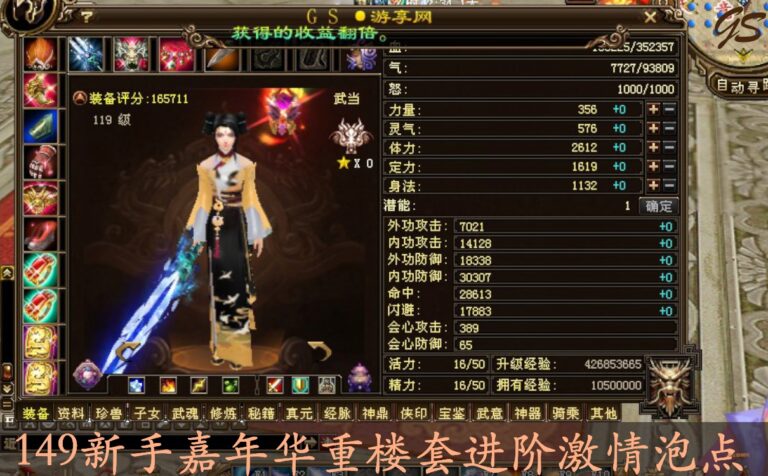 GS●游享网
获得的收益翻倍。
352357
气: 7727/93809
怒: 1000/1000
装备评分:165711
119 级
武当
X 0
力量: 356 +0
灵气: 576 +0
体力: 2612 +0
定力: 1619 +0
身法: 1132 +0
潜能: 1 确定
外功攻击: 7021 +0
内功攻击: 14128 +0
外功防御: 18338 +0
内功防御: 30307 +0
命中: 28613 +0
闪避: 17883 +0
会心攻击: 389
会心防御: 65
活力: 16/50 升级经验: 426853665
精力: 16/50 拥有经验: 10500000
装备 资料 珍兽 子女 武魂 修炼 秘籍 真元 经脉 神鼎 侠印 宝鉴 武意 神器 骑乘 其他
GS
自动寻路
149新手嘉年华重楼套进阶激情泡点